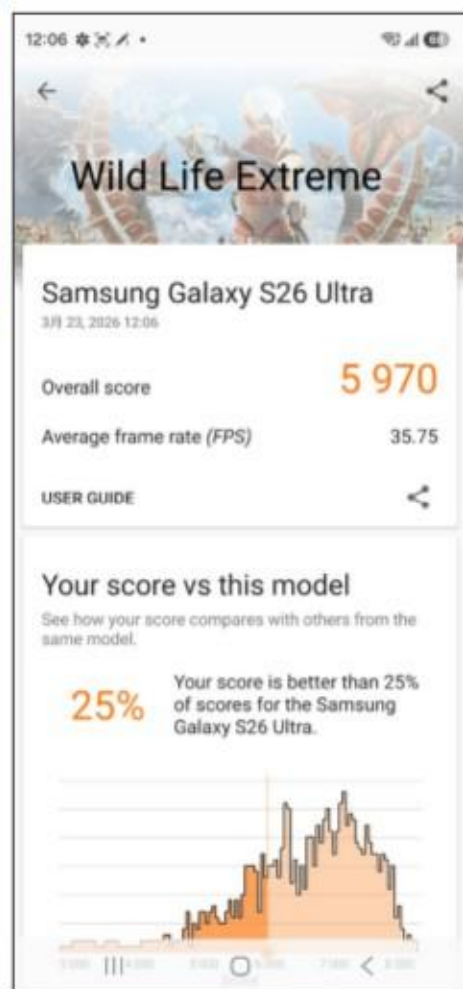 12:06
Wild Life Extreme
Samsung Galaxy S26 Ultra
3月 23, 2026 12:06
Overall score 5 970
Average frame rate (FPS) 35.75
USER GUIDE
Your score vs this model
See how your score compares with others from the
same model.
25%
Your score is better than 25%
of scores for the Samsung
Galaxy S26 Ultra.